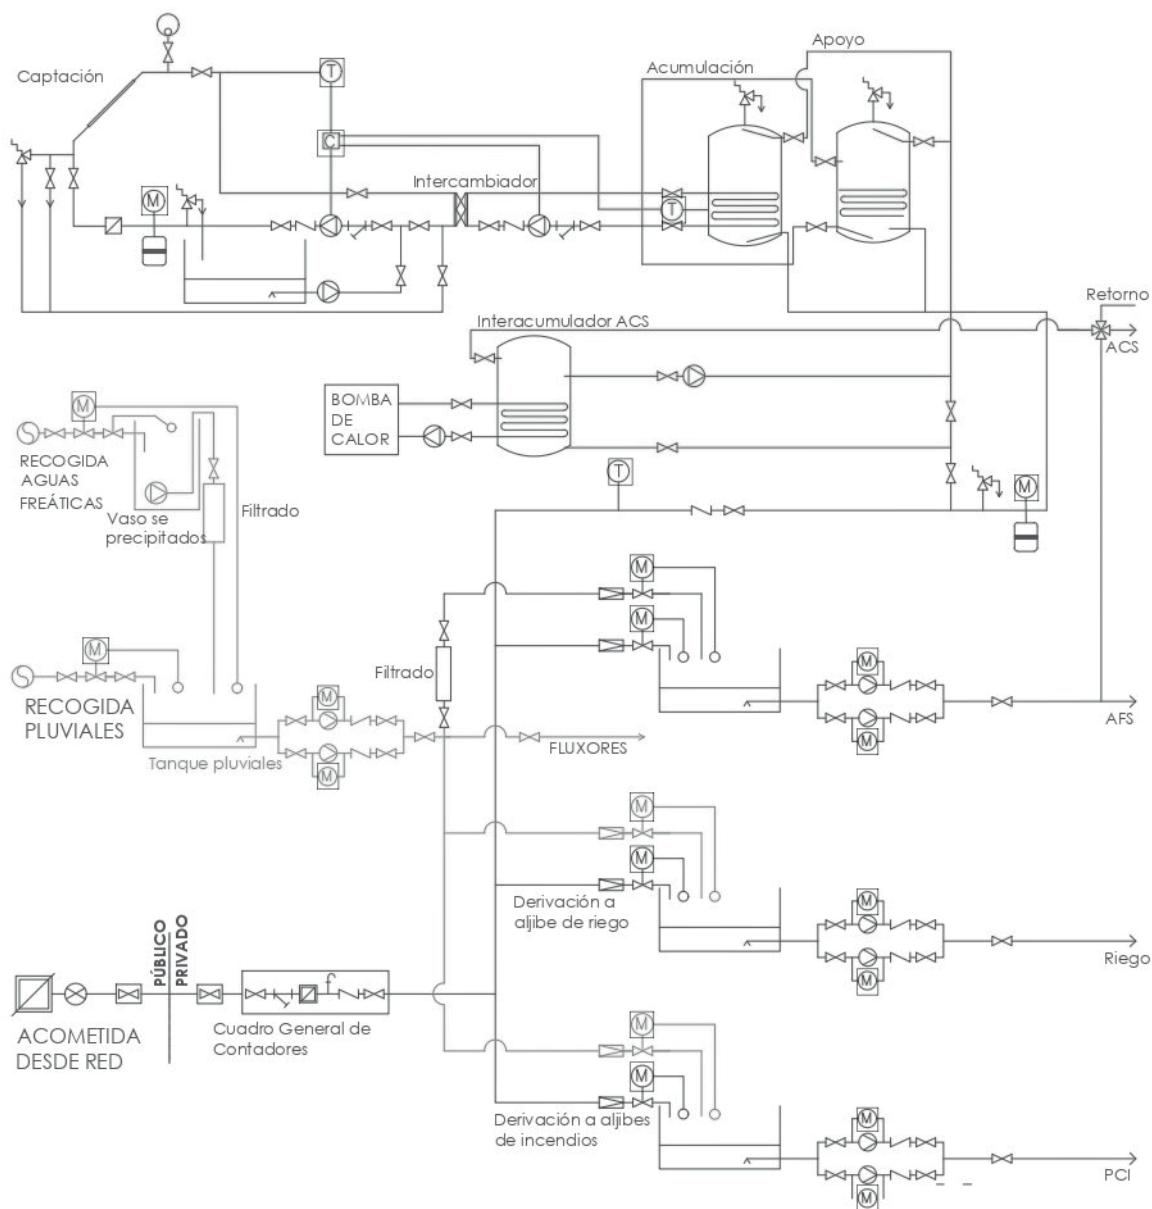 Apoyo
Captación
Acumulación
T
C
Intercambiador
M
T
Retorno
Interacumulador ACS
ACS
BOMBA
DE
CALOR
M
RECOGIDA
AGUAS
FREÁTICAS
Filtrado
Vaso se
precipitados
T
M
M
M
M
Filtrado
RECOGIDA
PLUVIALES
M
M
M
M
AFS
FLUXORES
Tanque pluviales
M
M
Derivación a
aljibe de riego
M
M
Riego
PÚBLICO
PRIVADO
ACOMETIDA
DESDE RED
Cuadro General de
Contadores
M
M
Derivación a aljibes
de incendios
M
M
PCI